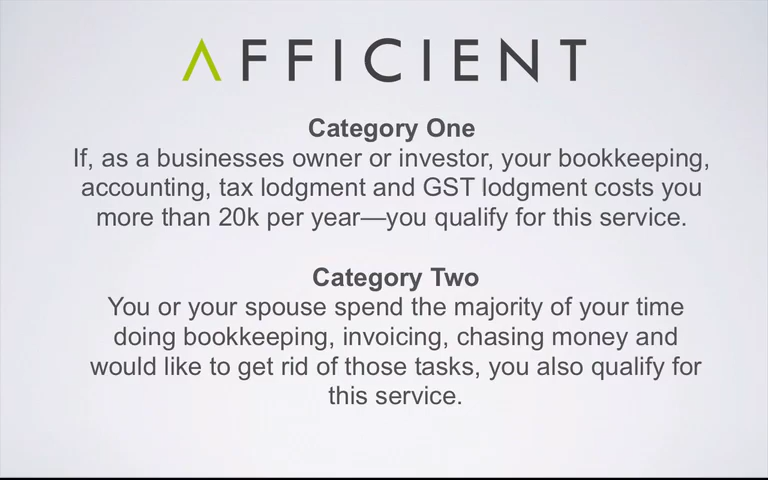 AFFICIENT
Category One
If, as a businesses owner or investor, your bookkeeping,
accounting, tax lodgment and GST lodgment costs you
more than 20k per year—you qualify for this service.
Category Two
You or your spouse spend the majority of your time
doing bookkeeping, invoicing, chasing money and
would like to get rid of those tasks, you also qualify for
this service.